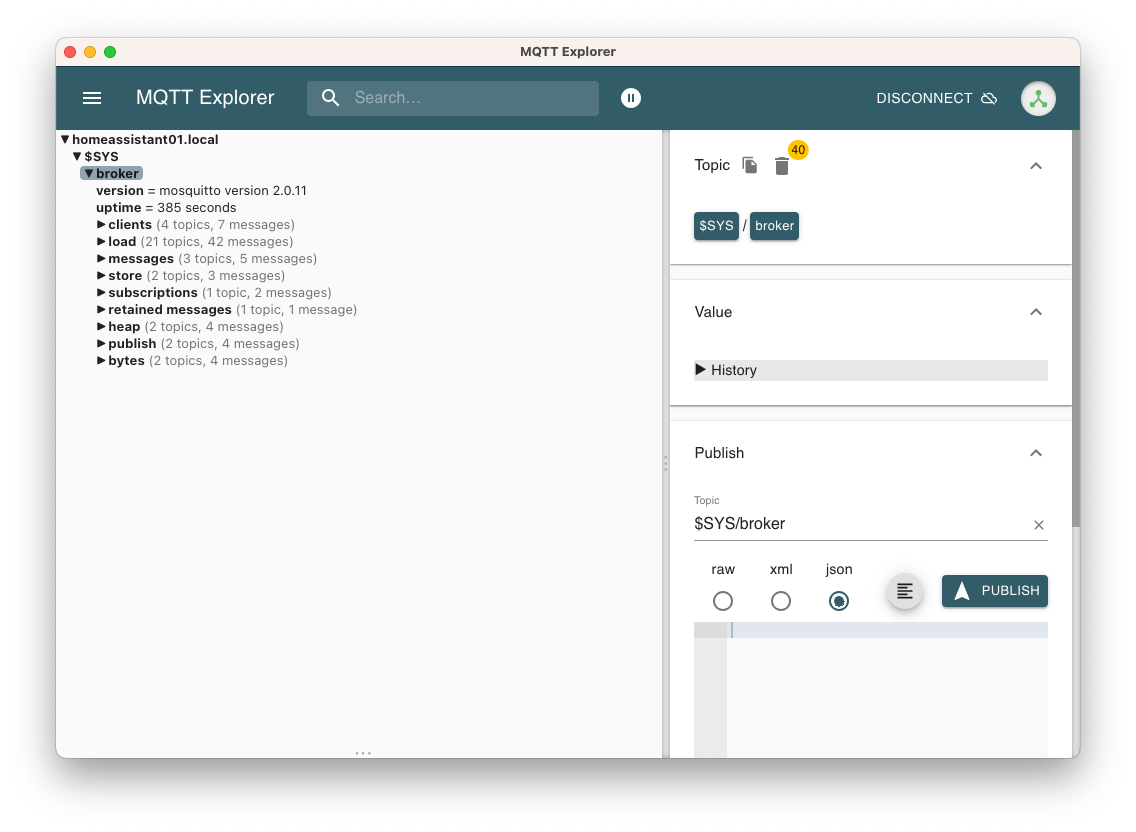 MQTT Explorer
MQTT Explorer
Search...
DISCONNECT
homeassistant01.local
$SYS
broker
version = mosquitto version 2.0.11
uptime = 385 seconds
clients (4 topics, 7 messages)
load (21 topics, 42 messages)
messages (3 topics, 5 messages)
store (2 topics, 3 messages)
subscriptions (1 topic, 2 messages)
retained messages (1 topic, 1 message)
heap (2 topics, 4 messages)
publish (2 topics, 4 messages)
bytes (2 topics, 4 messages)
Topic 40
$SYS / broker
Value
History
Publish
Topic
$SYS/broker
raw xml json
PUBLISH